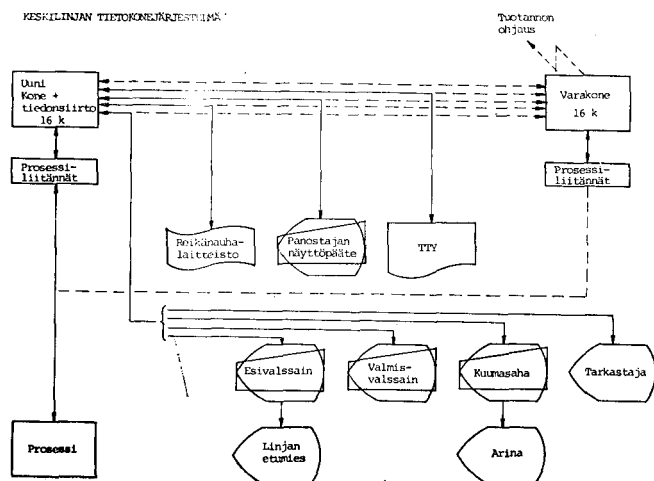 KESKILINJAN TIETOKONEJÄRJESTELMÄ
Tuotannon
ohjaus
Uuni
Kone +
tiedonsiirto
16 k
Varakone
16 k
Prosessi-
liitännät
Prosessi-
liitännät
Reikänauha-
laitteisto
Panostajan
näyttöpääte
TTY
Esivalssain
Valmis-
valssain
Kuumasaha
Tarkastaja
Prosessi
Linjan
etumies
Arina